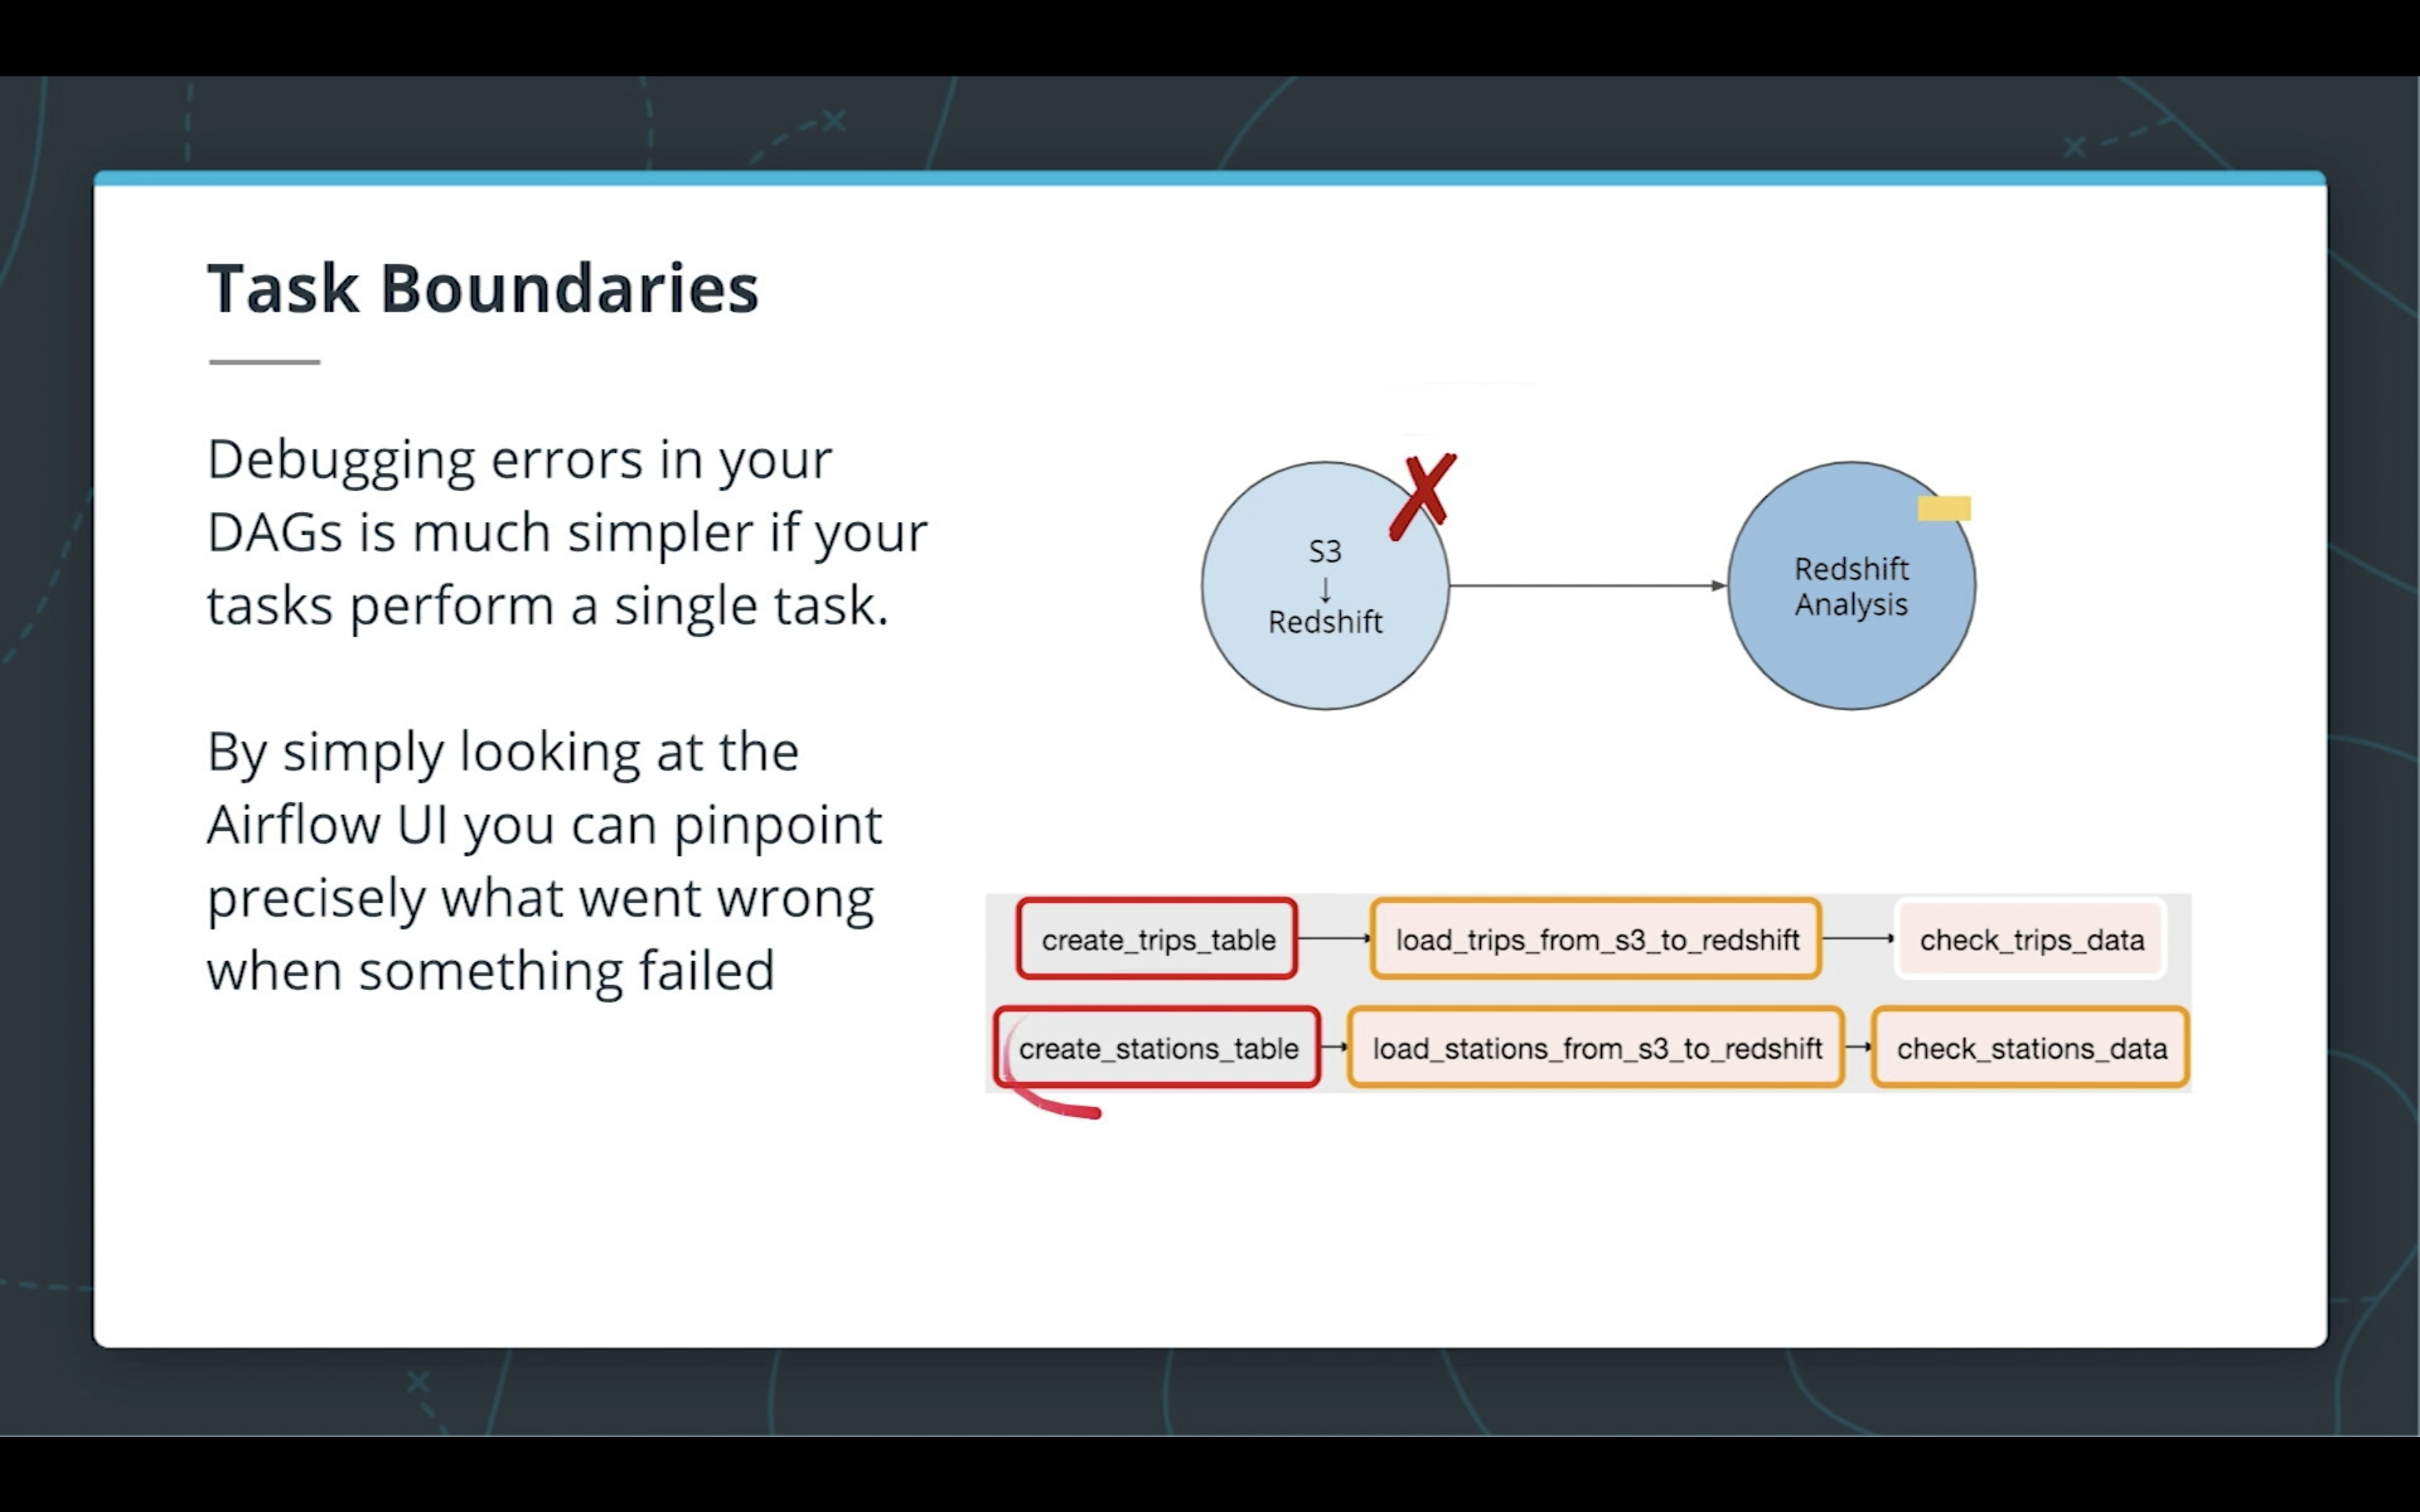 Task Boundaries
Debugging errors in your
DAGs is much simpler if your
tasks perform a single task.
By simply looking at the
Airflow UI you can pinpoint
precisely what went wrong
when something failed
S3
↓
Redshift
Redshift
Analysis
create_trips_table
load_trips_from_s3_to_redshift
check_trips_data
create_stations_table
load_stations_from_s3_to_redshift
check_stations_data